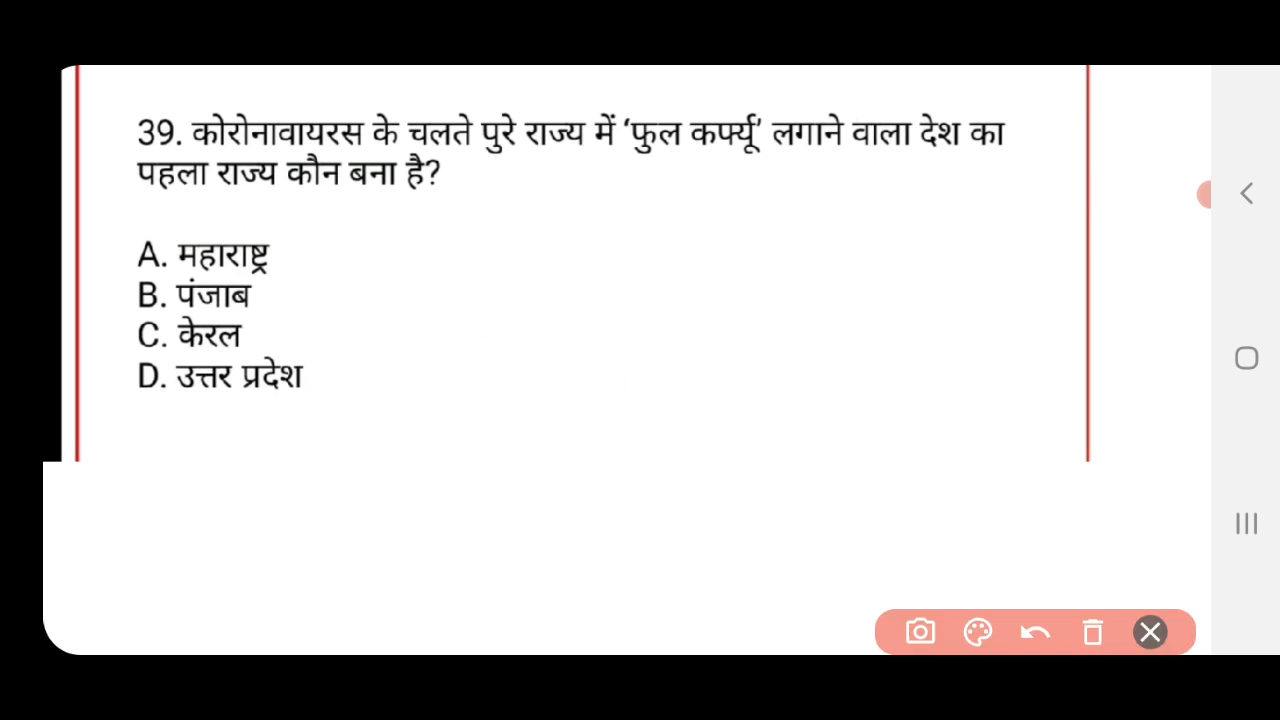 39. कोरोनावायरस के चलते पुरे राज्य में ‘फुल कर्फ्यू’ लगाने वाला देश का
पहला राज्य कौन बना है?
A. महाराष्ट्र
B. पंजाब
C. केरल
D. उत्तर प्रदेश